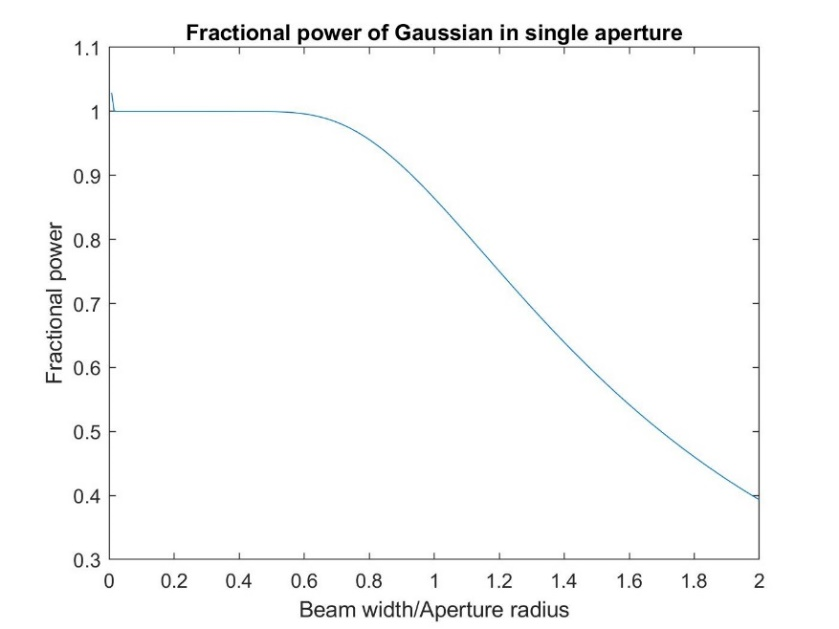 Fractional power of Gaussian in single aperture
1.1
1
0.9
0.8
0.7
0.6
0.5
0.4
0.3
Fractional power
0 0.2 0.4 0.6 0.8 1 1.2 1.4 1.6 1.8 2
Beam width/Aperture radius